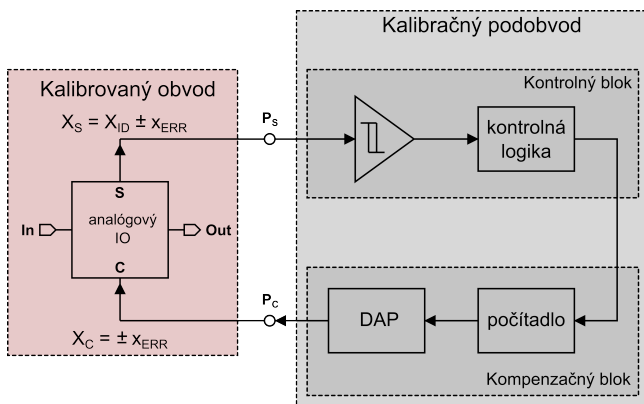 Kalibračný podobvod
Kontrolný blok
Kalibrovaný obvod
X_S = X_ID ± x_ERR
P_S
kontrolná
logika
S
analógový
IO
In
Out
C
P_C
DAP
počítadlo
X_C = ± x_ERR
Kompenzačný blok